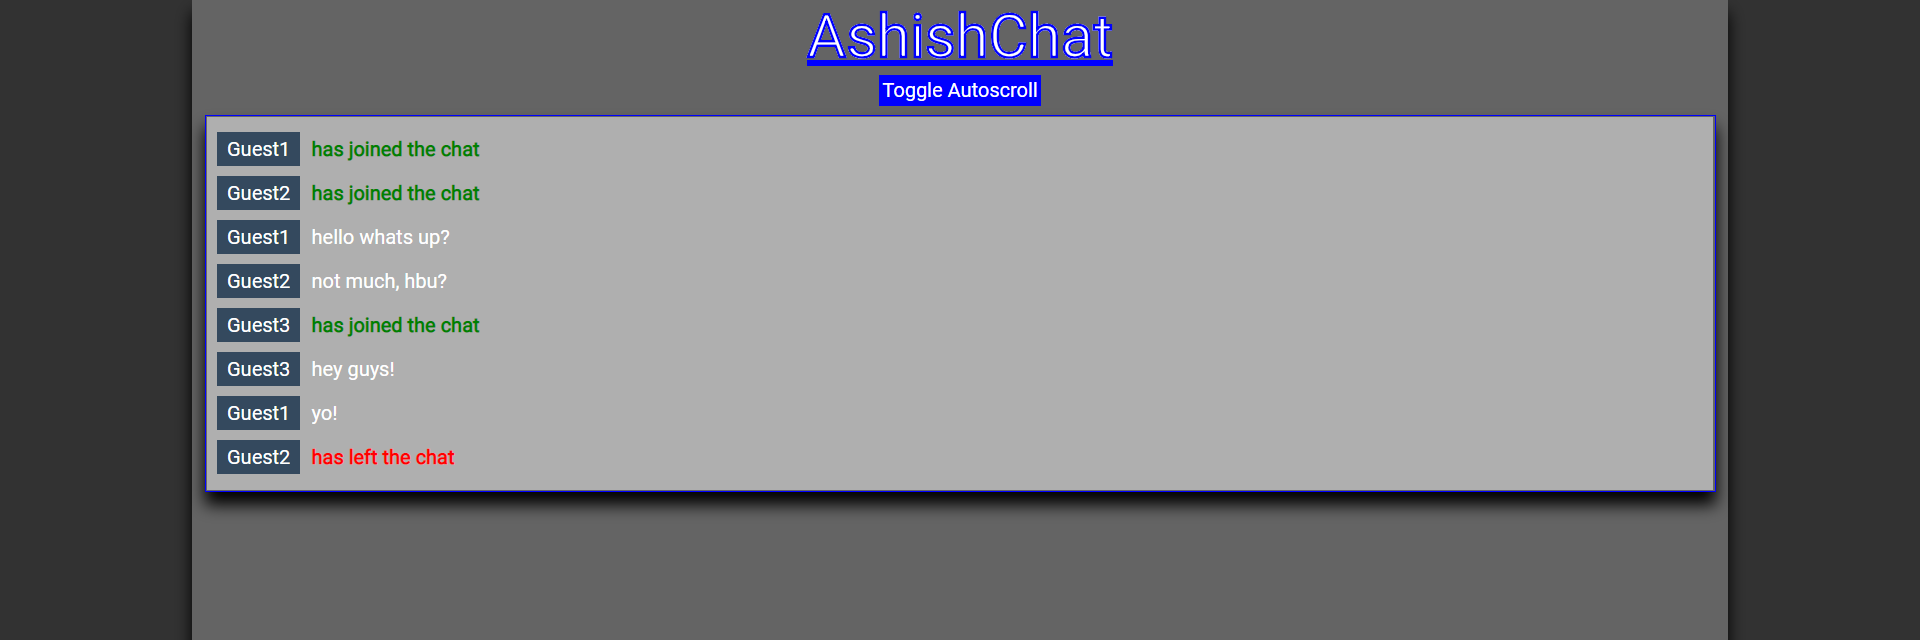 AshishChat
Toggle Autoscroll
Guest1 has joined the chat
Guest2 has joined the chat
Guest1 hello whats up?
Guest2 not much, hbu?
Guest3 has joined the chat
Guest3 hey guys!
Guest1 yo!
Guest2 has left the chat